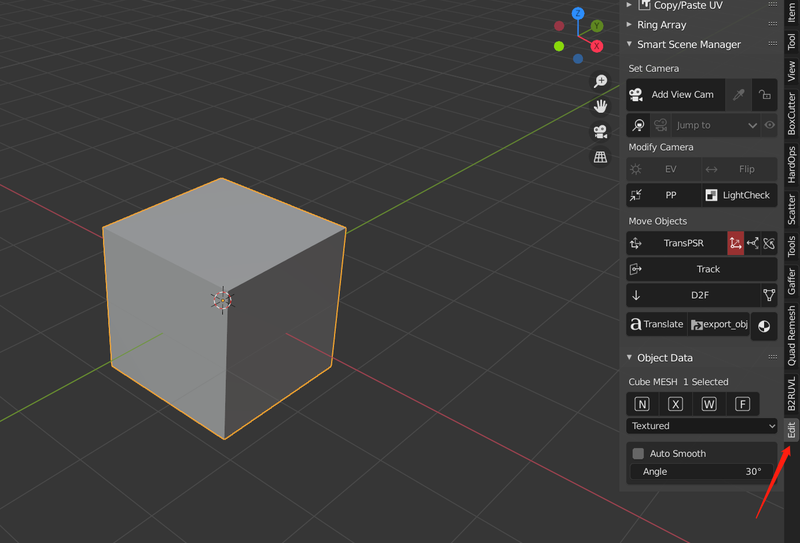 Copy/Paste UV
Ring Array
Smart Scene Manager
Set Camera
Add View Cam
Jump to
Modify Camera
EV
Flip
PP
LightCheck
Move Objects
TransPSR
Track
D2F
a Translate
export_obj
Object Data
Cube MESH 1 Selected
N X W F
Textured
Auto Smooth
Angle 30°
Item
Tool
View
BoxCutter
HardOps
Scatter
Tools
Gaffer
Quad Remesh
B2RUVL
Edit
Z
Y
X